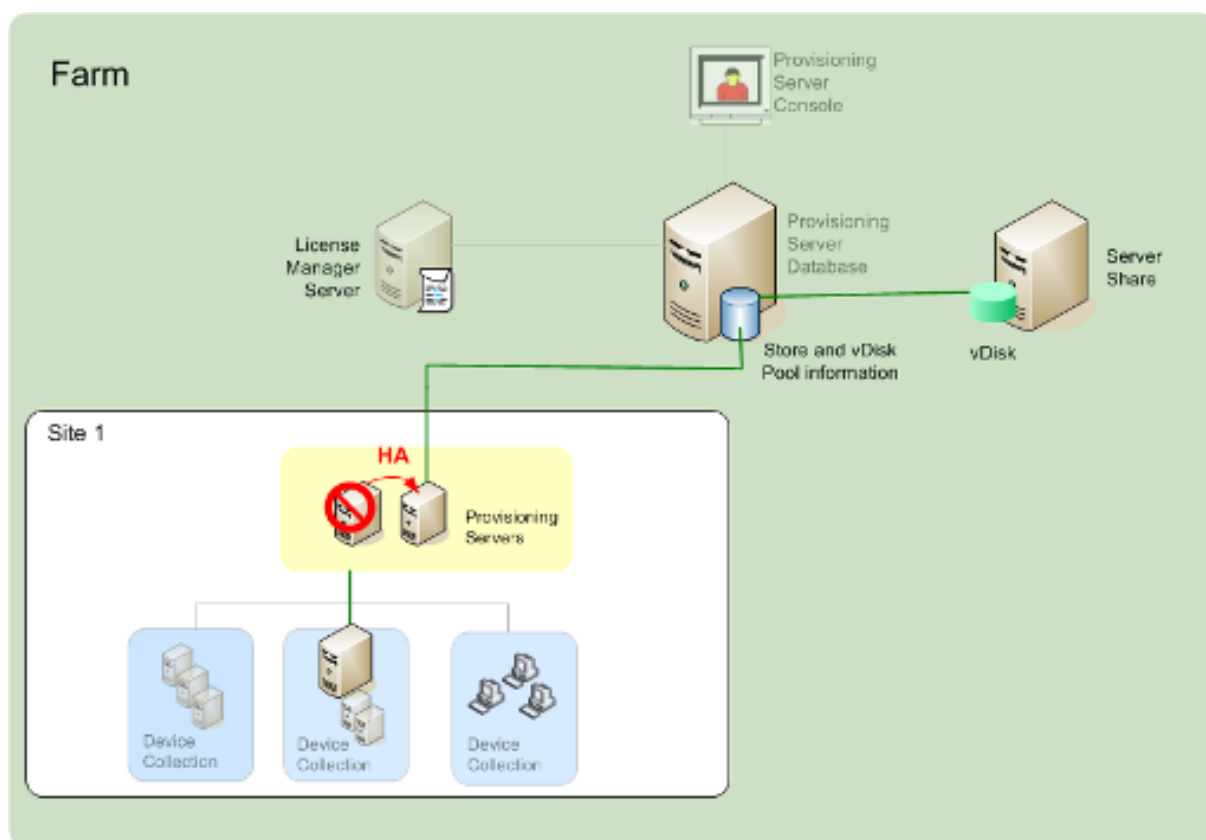 Farm
Provisioning
Server
Console
License
Manager
Server
Provisioning
Server
Database
Server
Share
Store and vDisk
Pool information
vDisk
Site 1
HA
Provisioning
Servers
Device
Collection
Device
Collection
Device
Collection